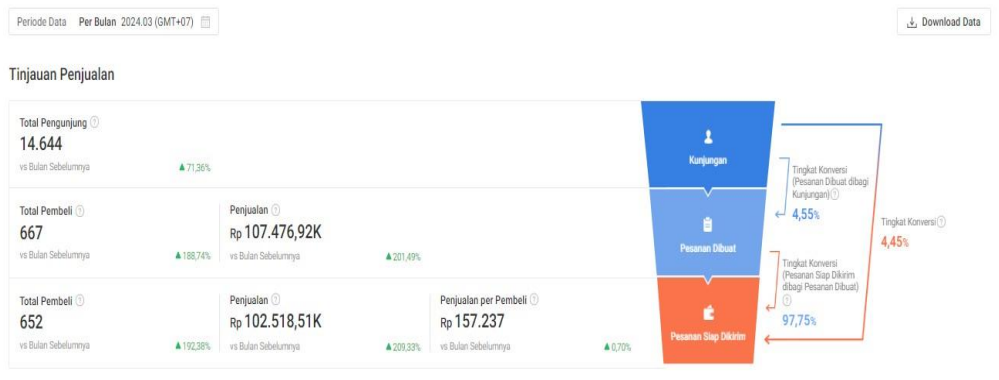 Periode Data Per Bulan 2024.03 (GMT+07)
Download Data
Tinjauan Penjualan
Total Pengunjung ?
14.644
vs Bulan Sebelumnya ▲ 71,36%
Total Pembeli ?
667
vs Bulan Sebelumnya ▲ 188,74%
Penjualan ?
Rp 107.476,92K
vs Bulan Sebelumnya ▲ 201,49%
Total Pembeli ?
652
vs Bulan Sebelumnya ▲ 192,38%
Penjualan ?
Rp 102.518,51K
vs Bulan Sebelumnya ▲ 209,33%
Penjualan per Pembeli ?
Rp 157.237
vs Bulan Sebelumnya ▲ 0,70%
Kunjungan
Pesanan Dibuat
Pesanan Siap Dikirim
Tingkat Konversi
(Pesanan Dibuat dibagi
Kunjungan) ?
4,55%
Tingkat Konversi
(Pesanan Siap Dikirim
dibagi Pesanan Dibuat)
?
97,75%
Tingkat Konversi ?
4,45%